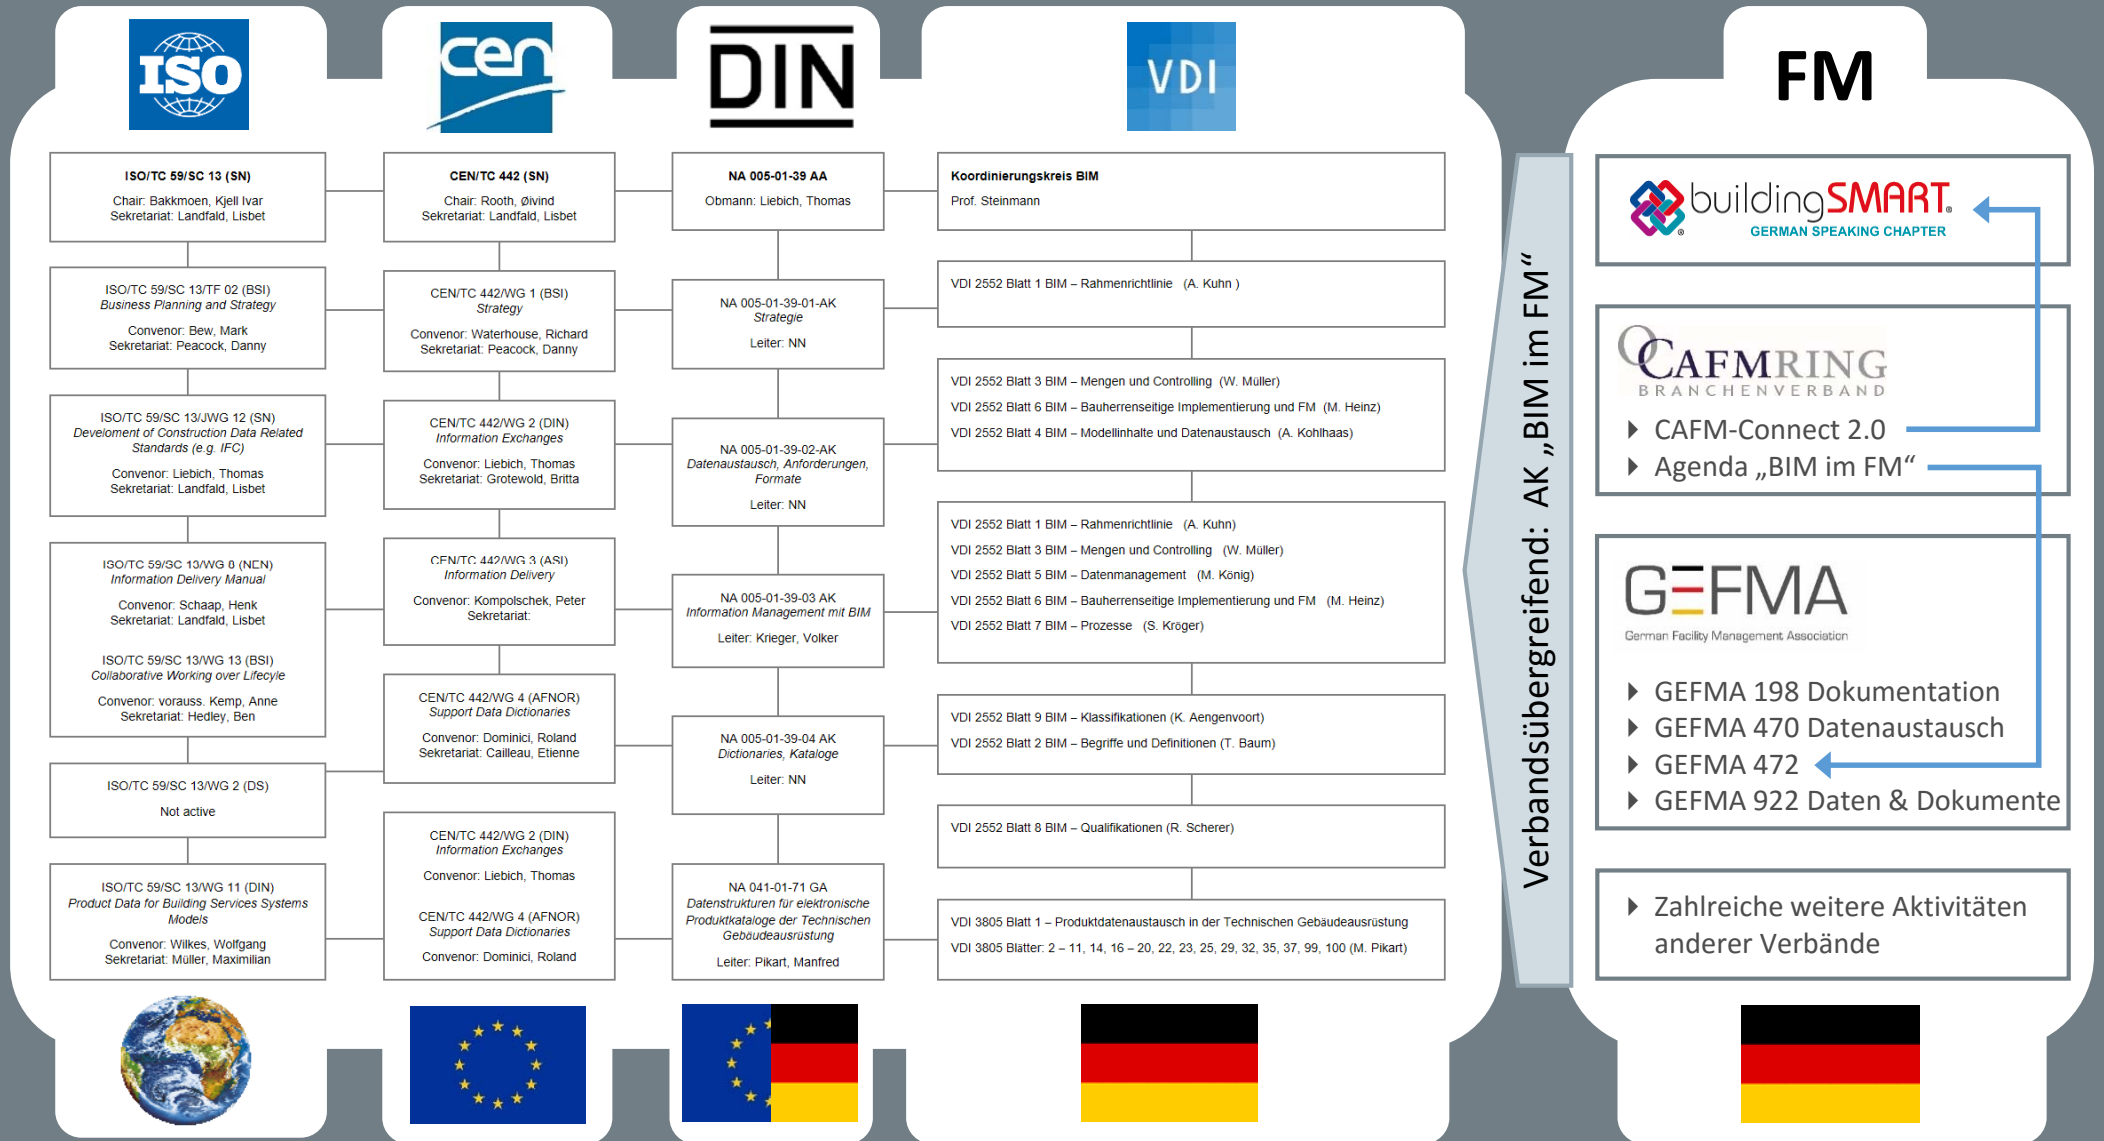 ISO
cen
DIN
VDI
FM
ISO/TC 59/SC 13 (SN)
Chair: Bakkmoen, Kjell Ivar
Sekretariat: Landfald, Lisbet
ISO/TC 59/SC 13/TF 02 (BSI)
Business Planning and Strategy
Convenor: Bew, Mark
Sekretariat: Peacock, Danny
ISO/TC 59/SC 13/JWG 12 (SN)
Develoment of Construction Data Related
Standards (e.g. IFC)
Convenor: Liebich, Thomas
Sekretariat: Landfald, Lisbet
ISO/TC 59/SC 13/WG 8 (NEN)
Information Delivery Manual
Convenor: Schaap, Henk
Sekretariat: Landfald, Lisbet
ISO/TC 59/SC 13/WG 13 (BSI)
Collaborative Working over Lifecyle
Convenor: vorauss. Kemp, Anne
Sekretariat: Hedley, Ben
ISO/TC 59/SC 13/WG 2 (DS)
Not active
ISO/TC 59/SC 13/WG 11 (DIN)
Product Data for Building Services Systems
Models
Convenor: Wilkes, Wolfgang
Sekretariat: Müller, Maximilian
CEN/TC 442 (SN)
Chair: Rooth, Øivind
Sekretariat: Landfald, Lisbet
CEN/TC 442/WG 1 (BSI)
Strategy
Convenor: Waterhouse, Richard
Sekretariat: Peacock, Danny
CEN/TC 442/WG 2 (DIN)
Information Exchanges
Convenor: Liebich, Thomas
Sekretariat: Grotewold, Britta
CEN/TC 442/WG 3 (ASI)
Information Delivery
Convenor: Kompolschek, Peter
Sekretariat:
CEN/TC 442/WG 4 (AFNOR)
Support Data Dictionaries
Convenor: Dominici, Roland
Sekretariat: Cailleau, Etienne
CEN/TC 442/WG 2 (DIN)
Information Exchanges
Convenor: Liebich, Thomas
CEN/TC 442/WG 4 (AFNOR)
Support Data Dictionaries
Convenor: Dominici, Roland
NA 005-01-39 AA
Obmann: Liebich, Thomas
NA 005-01-39-01-AK
Strategie
Leiter: NN
NA 005-01-39-02-AK
Datenaustausch, Anforderungen,
Formate
Leiter: NN
NA 005-01-39-03 AK
Information Management mit BIM
Leiter: Krieger, Volker
NA 005-01-39-04 AK
Dictionaries, Kataloge
Leiter: NN
NA 041-01-71 GA
Datenstrukturen für elektronische
Produktkataloge der Technischen
Gebäudeausrüstung
Leiter: Pikart, Manfred
Koordinierungskreis BIM
Prof. Steinmann
VDI 2552 Blatt 1 BIM – Rahmenrichtlinie (A. Kuhn )
VDI 2552 Blatt 3 BIM – Mengen und Controlling (W. Müller)
VDI 2552 Blatt 6 BIM – Bauherrenseitige Implementierung und FM (M. Heinz)
VDI 2552 Blatt 4 BIM – Modellinhalte und Datenaustausch (A. Kohlhaas)
VDI 2552 Blatt 1 BIM – Rahmenrichtlinie (A. Kuhn)
VDI 2552 Blatt 3 BIM – Mengen und Controlling (W. Müller)
VDI 2552 Blatt 5 BIM – Datenmanagement (M. König)
VDI 2552 Blatt 6 BIM – Bauherrenseitige Implementierung und FM (M. Heinz)
VDI 2552 Blatt 7 BIM – Prozesse (S. Kröger)
VDI 2552 Blatt 9 BIM – Klassifikationen (K. Aengenvoort)
VDI 2552 Blatt 2 BIM – Begriffe und Definitionen (T. Baum)
VDI 2552 Blatt 8 BIM – Qualifikationen (R. Scherer)
VDI 3805 Blatt 1 – Produktdatenaustausch in der Technischen Gebäudeausrüstung
VDI 3805 Blätter: 2 – 11, 14, 16 – 20, 22, 23, 25, 29, 32, 35, 37, 99, 100 (M. Pikart)
Verbandsübergreifend: AK „BIM im FM“
buildingSMART®
GERMAN SPEAKING CHAPTER
CAFMRING
BRANCHENVERBAND
CAFM-Connect 2.0
Agenda „BIM im FM“
GEFMA
German Facility Management Association
GEFMA 198 Dokumentation
GEFMA 470 Datenaustausch
GEFMA 472
GEFMA 922 Daten & Dokumente
Zahlreiche weitere Aktivitäten
anderer Verbände